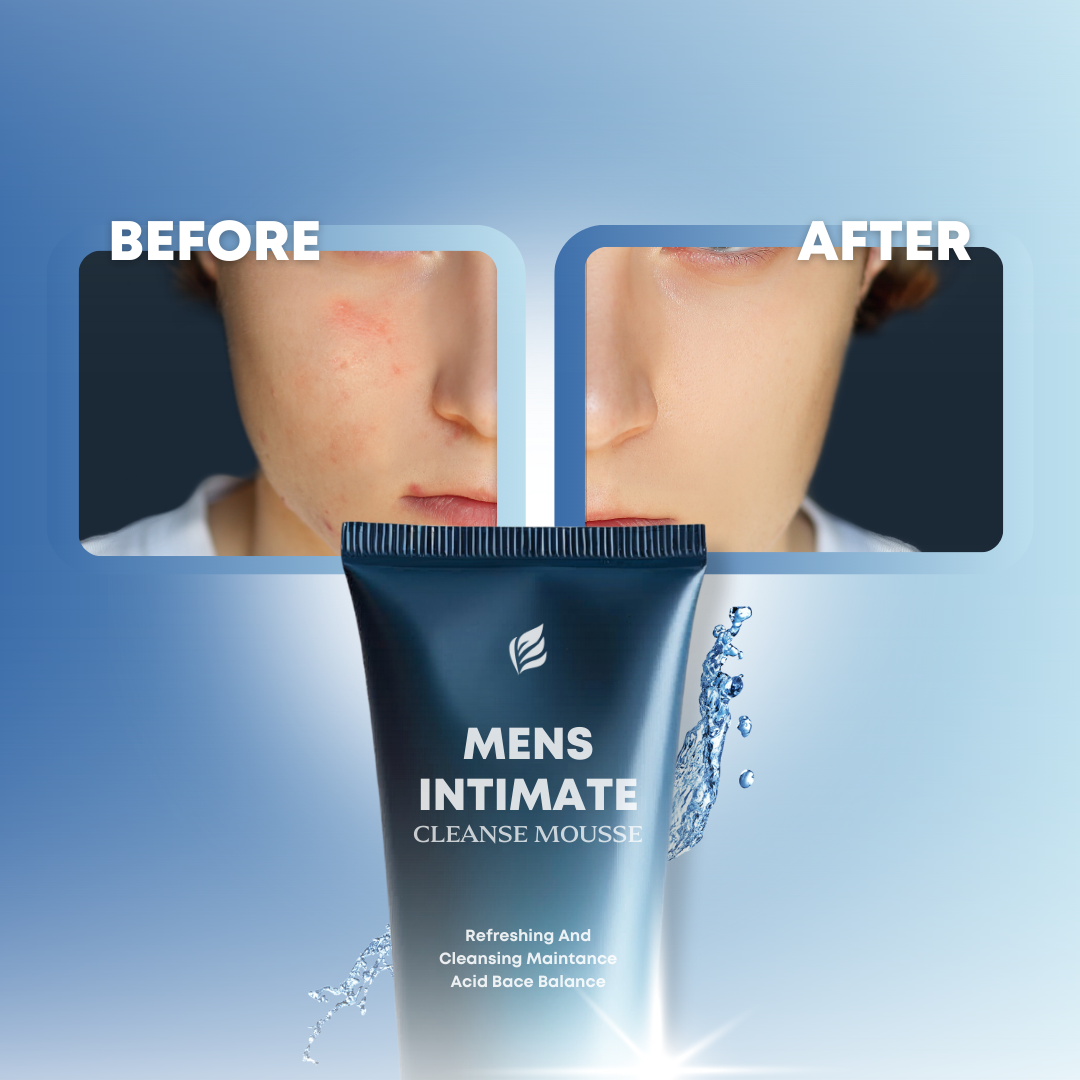 BEFORE
AFTER
MENS
INTIMATE
CLEANSE MOUSSE
Refreshing And
Cleansing Maintance
Acid Bace Balance